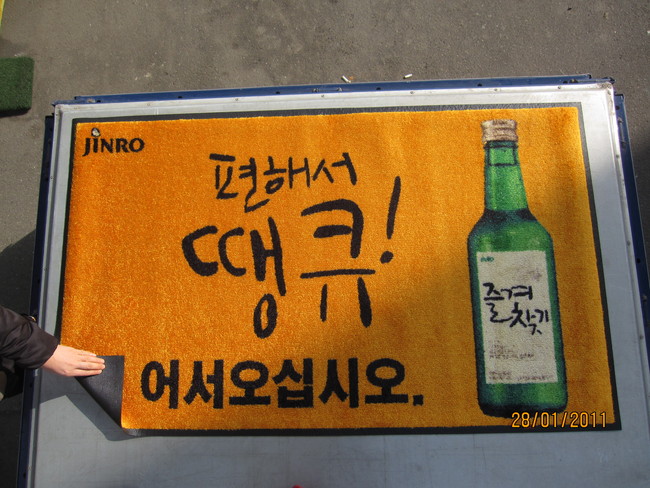 JINRO
편해서
땡큐!
어서오십시오.
즐겨
찾기
28/01/2011